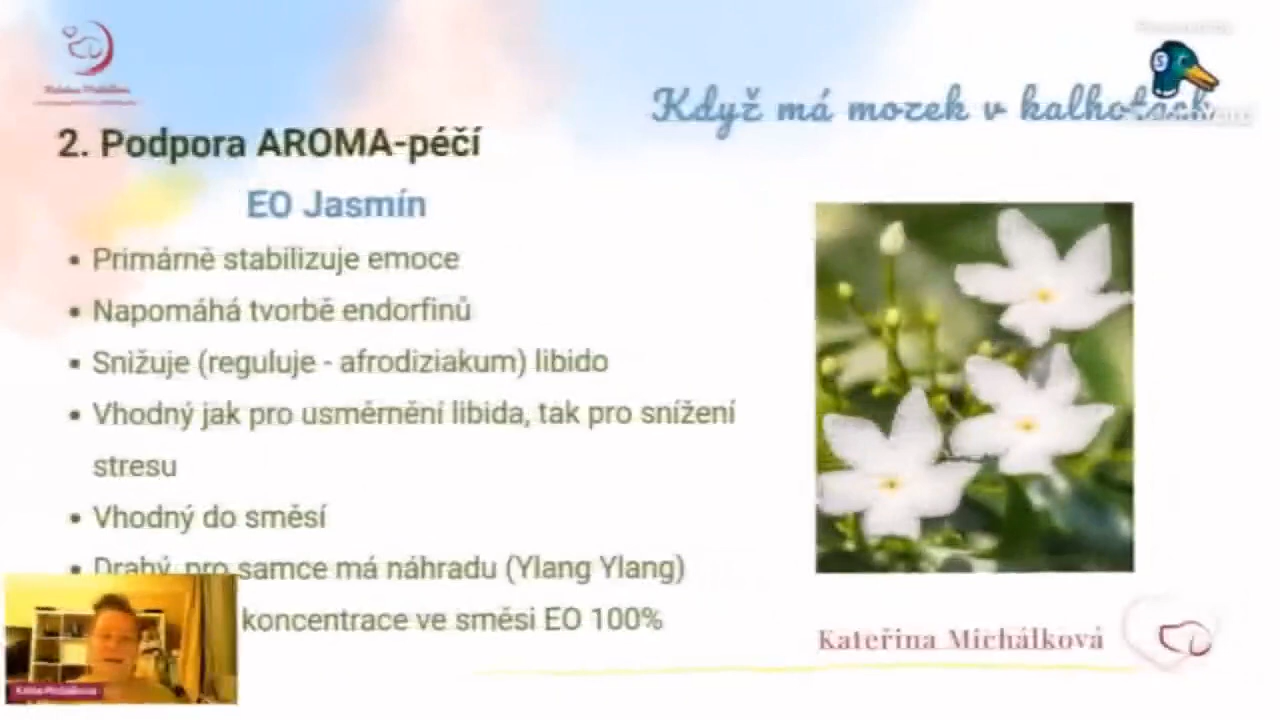 Když má mozek v kalhotách
2. Podpora AROMA-péčí
EO Jasmín
• Primárně stabilizuje emoce
• Napomáhá tvorbě endorfinů
• Snižuje (reguluje - afrodiziakum) libido
• Vhodný jak pro usměrnění libida, tak pro snížení
stresu
• Vhodný do směsí
• Drahý, pro samce má náhradu (Ylang Ylang)
koncentrace ve směsi EO 100%
Kateřina Michálková